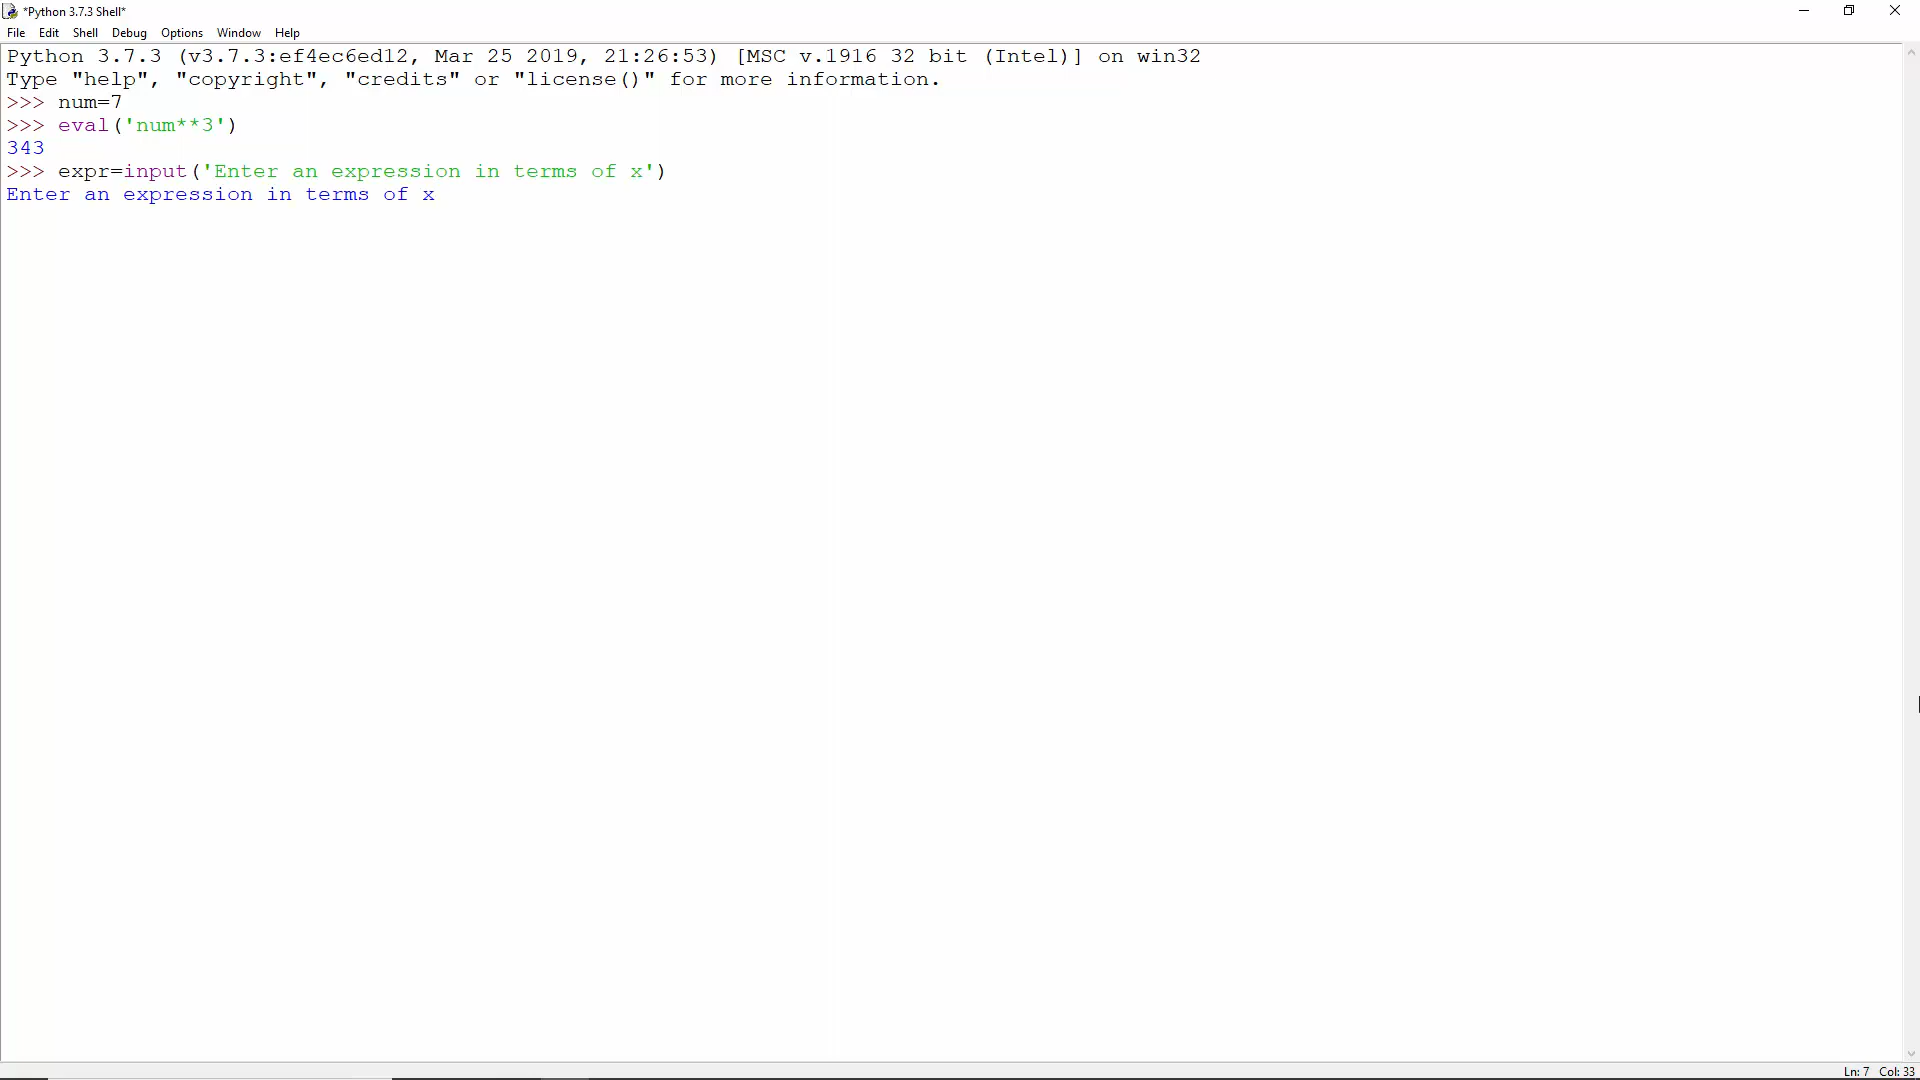 *Python 3.7.3 Shell*
File Edit Shell Debug Options Window Help
Python 3.7.3 (v3.7.3:ef4ec6ed12, Mar 25 2019, 21:26:53) [MSC v.1916 32 bit (Intel)] on win32
Type "help", "copyright", "credits" or "license()" for more information.
>>> num=7
>>> eval('num**3')
343
>>> expr=input('Enter an expression in terms of x')
Enter an expression in terms of x
Ln: 7 Col: 33